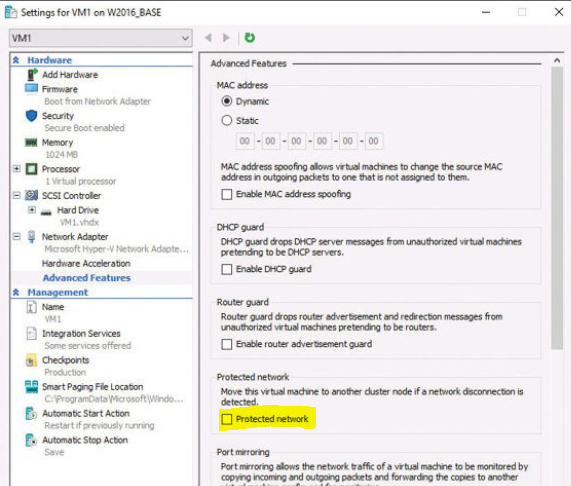 Settings for VM1 on W2016_BASE
VM1
Hardware
Add Hardware
Firmware
Boot from Network Adapter
Security
Secure Boot enabled
Memory
1024 MB
Processor
1 Virtual processor
SCSI Controller
Hard Drive
VM1.vhdx
Network Adapter
Microsoft Hyper-V Network Adapte...
Hardware Acceleration
Advanced Features
Management
Name
VM1
Integration Services
Some services offered
Checkpoints
Production
Smart Paging File Location
C:\ProgramData\Microsoft\Windo...
Automatic Start Action
Restart if previously running
Automatic Stop Action
Save
Advanced Features
MAC address
Dynamic
Static
00 - 00 - 00 - 00 - 00 - 00
MAC address spoofing allows virtual machines to change the source MAC
address in outgoing packets to one that is not assigned to them.
Enable MAC address spoofing
DHCP guard
DHCP guard drops DHCP server messages from unauthorized virtual machines
pretending to be DHCP servers.
Enable DHCP guard
Router guard
Router guard drops router advertisement and redirection messages from
unauthorized virtual machines pretending to be routers.
Enable router advertisement guard
Protected network
Move this virtual machine to another cluster node if a network disconnection is
detected.
Protected network
Port mirroring
Port mirroring allows the network traffic of a virtual machine to be monitored by
copying incoming and outgoing packets and forwarding the copies to another